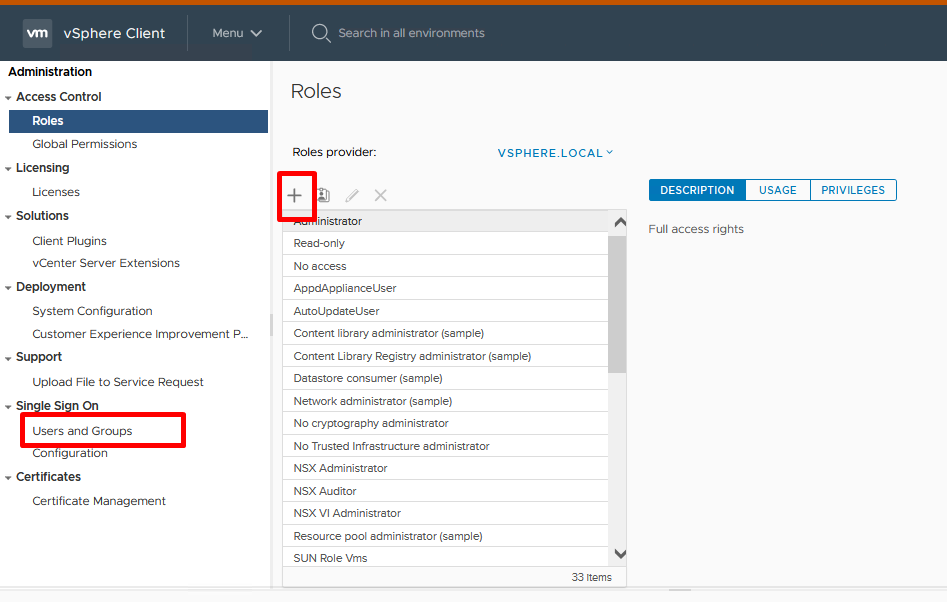 vm vSphere Client Menu Search in all environments
Administration
Access Control
Roles
Global Permissions
Licensing
Licenses
Solutions
Client Plugins
vCenter Server Extensions
Deployment
System Configuration
Customer Experience Improvement P...
Support
Upload File to Service Request
Single Sign On
Users and Groups
Configuration
Certificates
Certificate Management
Roles
Roles provider: VSPHERE.LOCAL
Administrator
Read-only
No access
AppdApplianceUser
AutoUpdateUser
Content library administrator (sample)
Content Library Registry administrator (sample)
Datastore consumer (sample)
Network administrator (sample)
No cryptography administrator
No Trusted Infrastructure administrator
NSX Administrator
NSX Auditor
NSX VI Administrator
Resource pool administrator (sample)
SUN Role Vms
33 items
DESCRIPTION USAGE PRIVILEGES
Full access rights